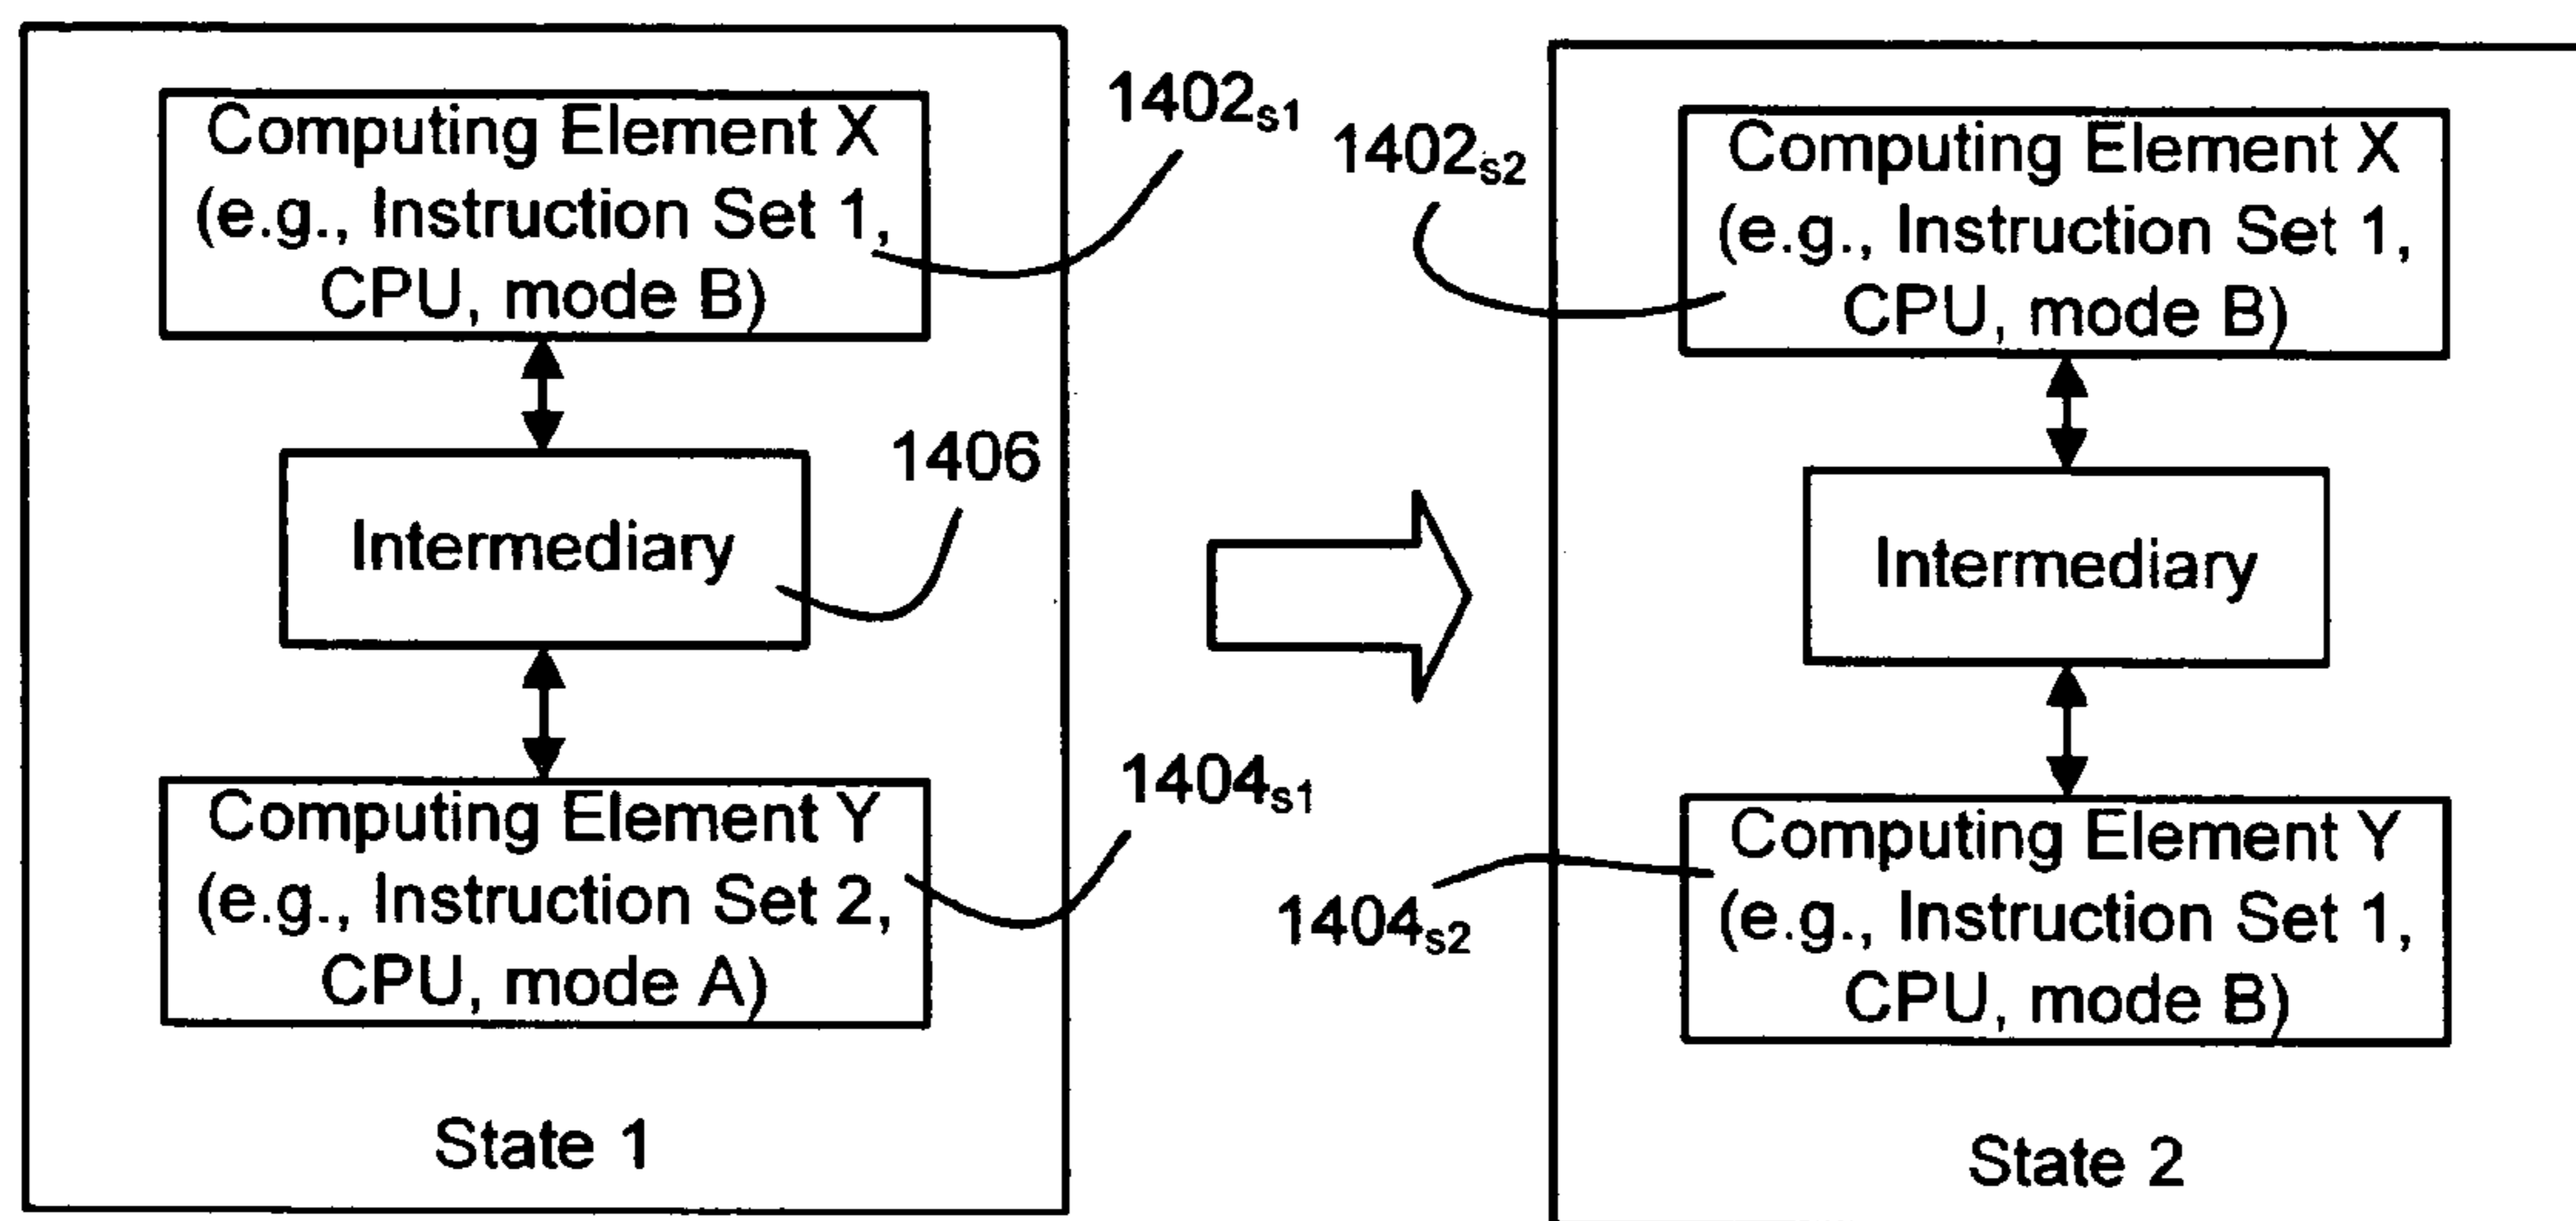 Computing Element X
(e.g., Instruction Set 1,
CPU, mode B)
1402s1
Intermediary
1406
Computing Element Y
(e.g., Instruction Set 2,
CPU, mode A)
1404s1
State 1
1402s2
Computing Element X
(e.g., Instruction Set 1,
CPU, mode B)
Intermediary
1404s2
Computing Element Y
(e.g., Instruction Set 1,
CPU, mode B)
State 2